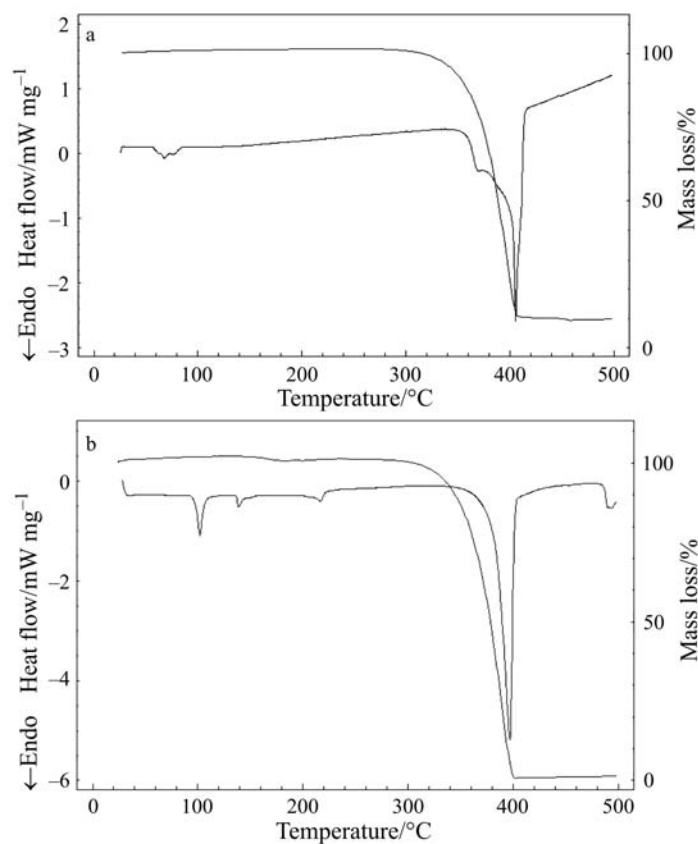 a
2
1
0
–1
–2
–3
←Endo Heat flow/mW mg⁻¹
100
50
0
Mass loss/%
0 100 200 300 400 500
Temperature/°C
b
0
–2
–4
–6
←Endo Heat flow/mW mg⁻¹
100
50
0
Mass loss/%
0 100 200 300 400 500
Temperature/°C